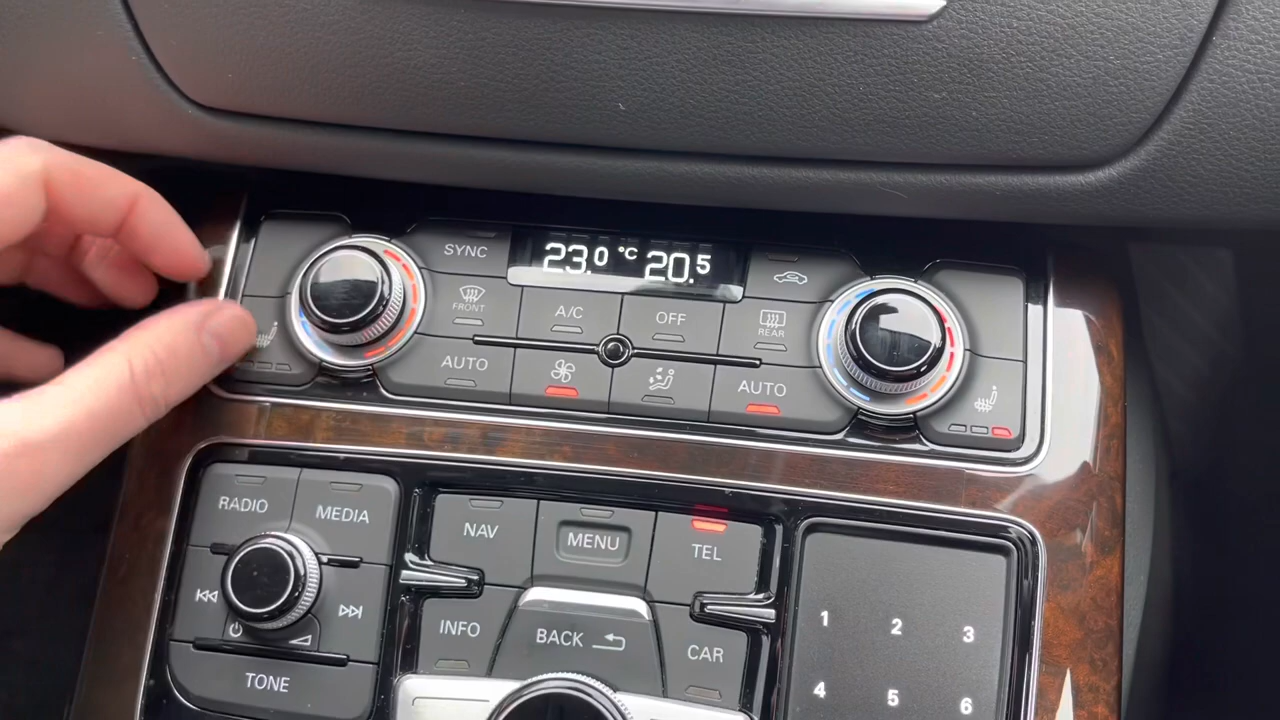 SYNC
23.0 °C 20.5
FRONT
A/C
OFF
REAR
AUTO
AUTO
RADIO
MEDIA
NAV
MENU
TEL
INFO
BACK
CAR
TONE
1 2 3
4 5 6